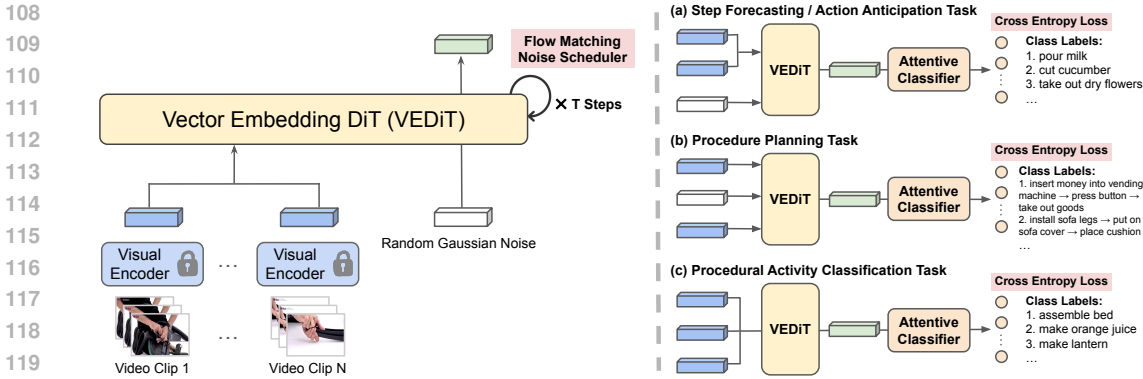 108
109
110
111
112
113
114
115
116
117
118
119
Flow Matching
Noise Scheduler
✕ T Steps
Vector Embedding DiT (VEDiT)
Random Gaussian Noise
Visual
Encoder
...
Visual
Encoder
...
Video Clip 1
Video Clip N
(a) Step Forecasting / Action Anticipation Task
VEDiT
Attentive
Classifier
Cross Entropy Loss
Class Labels:
1. pour milk
2. cut cucumber
3. take out dry flowers
...
(b) Procedure Planning Task
VEDiT
Attentive
Classifier
Cross Entropy Loss
Class Labels:
1. insert money into vending
machine → press button →
take out goods
2. install sofa legs → put on
sofa cover → place cushion
...
(c) Procedural Activity Classification Task
VEDiT
Attentive
Classifier
Cross Entropy Loss
Class Labels:
1. assemble bed
2. make orange juice
3. make lantern
...